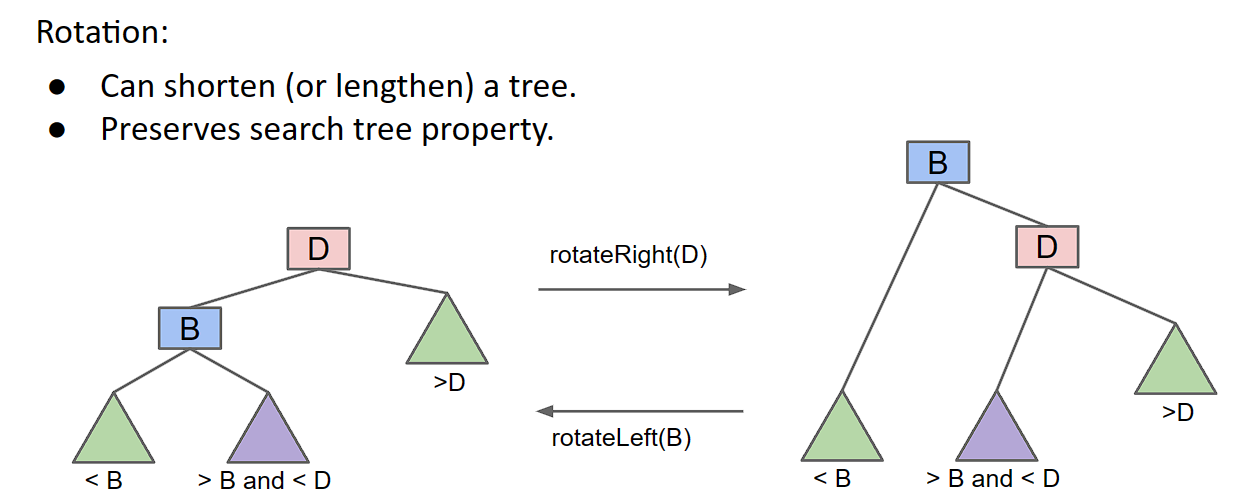 Rotation:
● Can shorten (or lengthen) a tree.
● Preserves search tree property.
B
D
rotateRight(D)
D
B
>D
>D
rotateLeft(B)
< B
> B and < D
< B
> B and < D